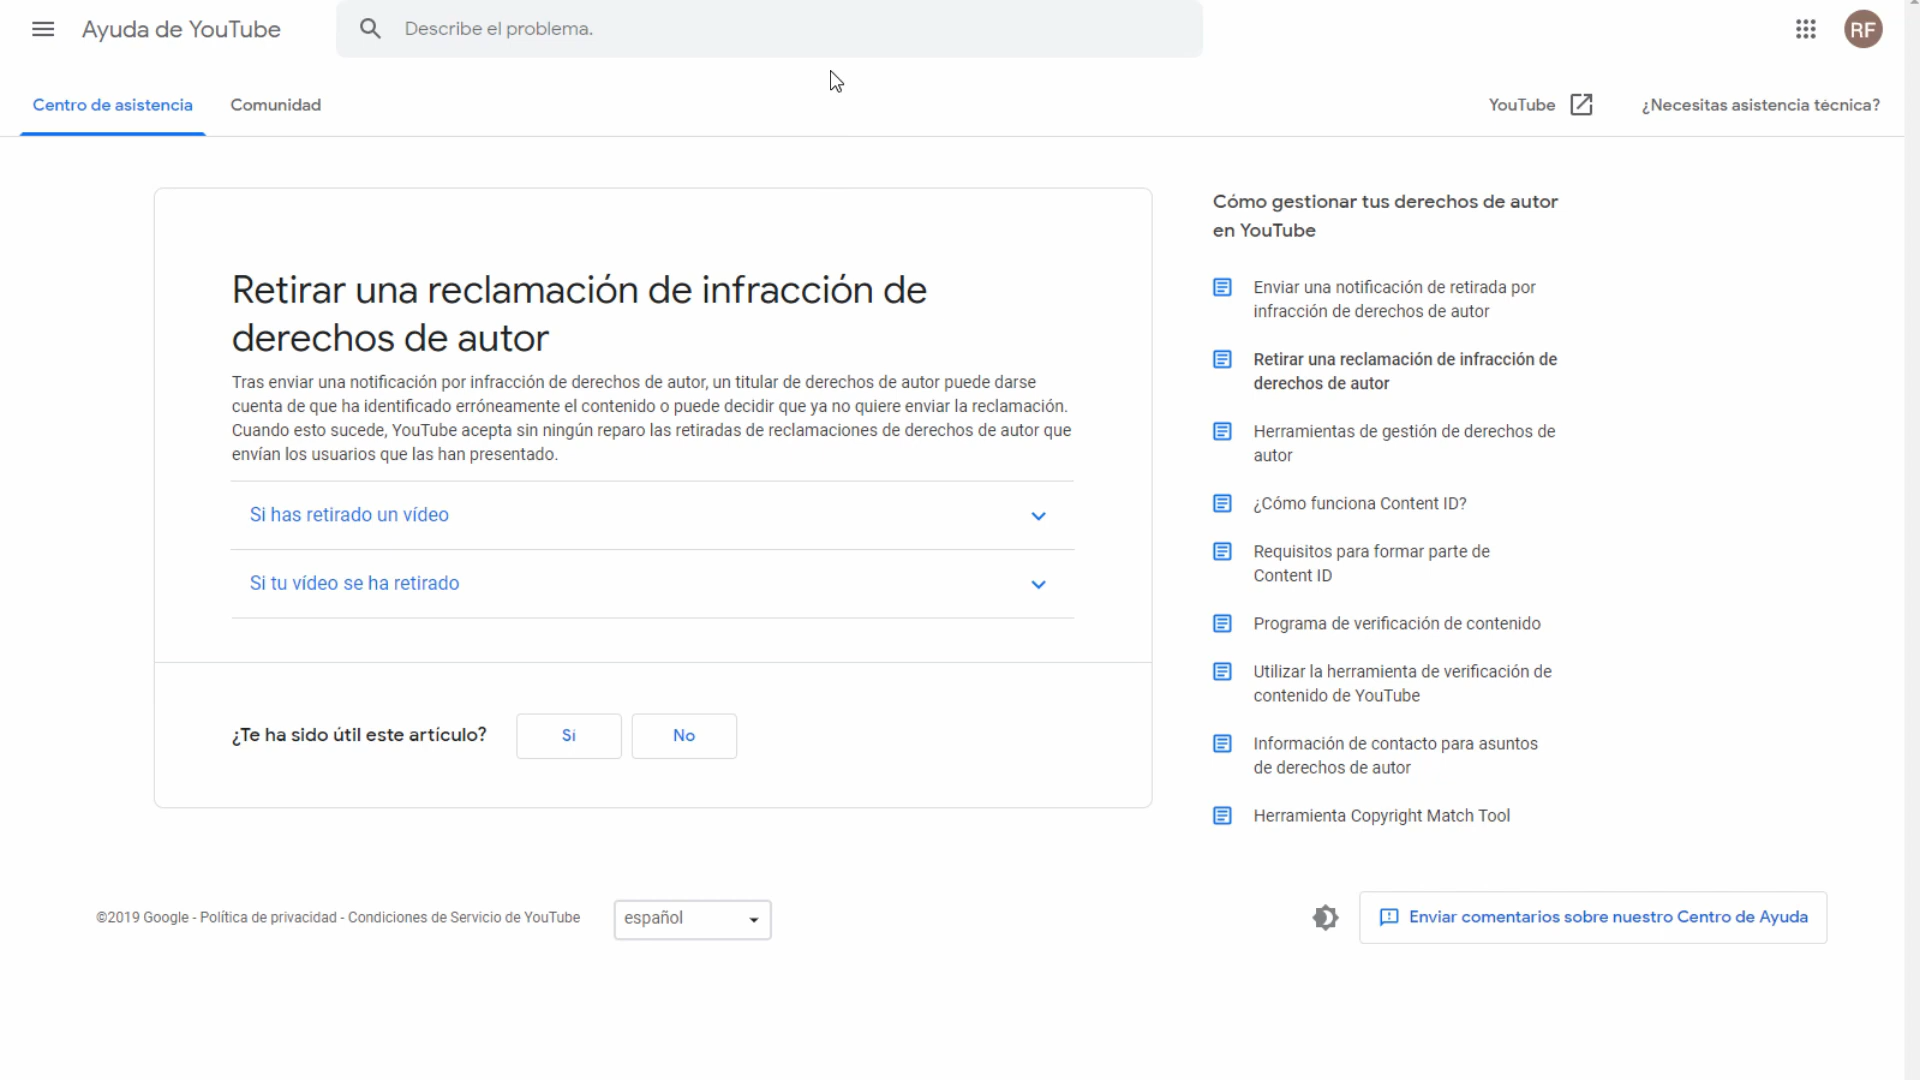 Ayuda de YouTube
Describe el problema.
RF
Centro de asistencia
Comunidad
YouTube
¿Necesitas asistencia técnica?
Retirar una reclamación de infracción de
derechos de autor
Tras enviar una notificación por infracción de derechos de autor, un titular de derechos de autor puede darse
cuenta de que ha identificado erróneamente el contenido o puede decidir que ya no quiere enviar la reclamación.
Cuando esto sucede, YouTube acepta sin ningún reparo las retiradas de reclamaciones de derechos de autor que
envían los usuarios que las han presentado.
Si has retirado un vídeo
Si tu vídeo se ha retirado
¿Te ha sido útil este artículo?
Sí
No
Cómo gestionar tus derechos de autor
en YouTube
Enviar una notificación de retirada por
infracción de derechos de autor
Retirar una reclamación de infracción de
derechos de autor
Herramientas de gestión de derechos de
autor
¿Cómo funciona Content ID?
Requisitos para formar parte de
Content ID
Programa de verificación de contenido
Utilizar la herramienta de verificación de
contenido de YouTube
Información de contacto para asuntos
de derechos de autor
Herramienta Copyright Match Tool
©2019 Google - Política de privacidad - Condiciones de Servicio de YouTube
español
Enviar comentarios sobre nuestro Centro de Ayuda